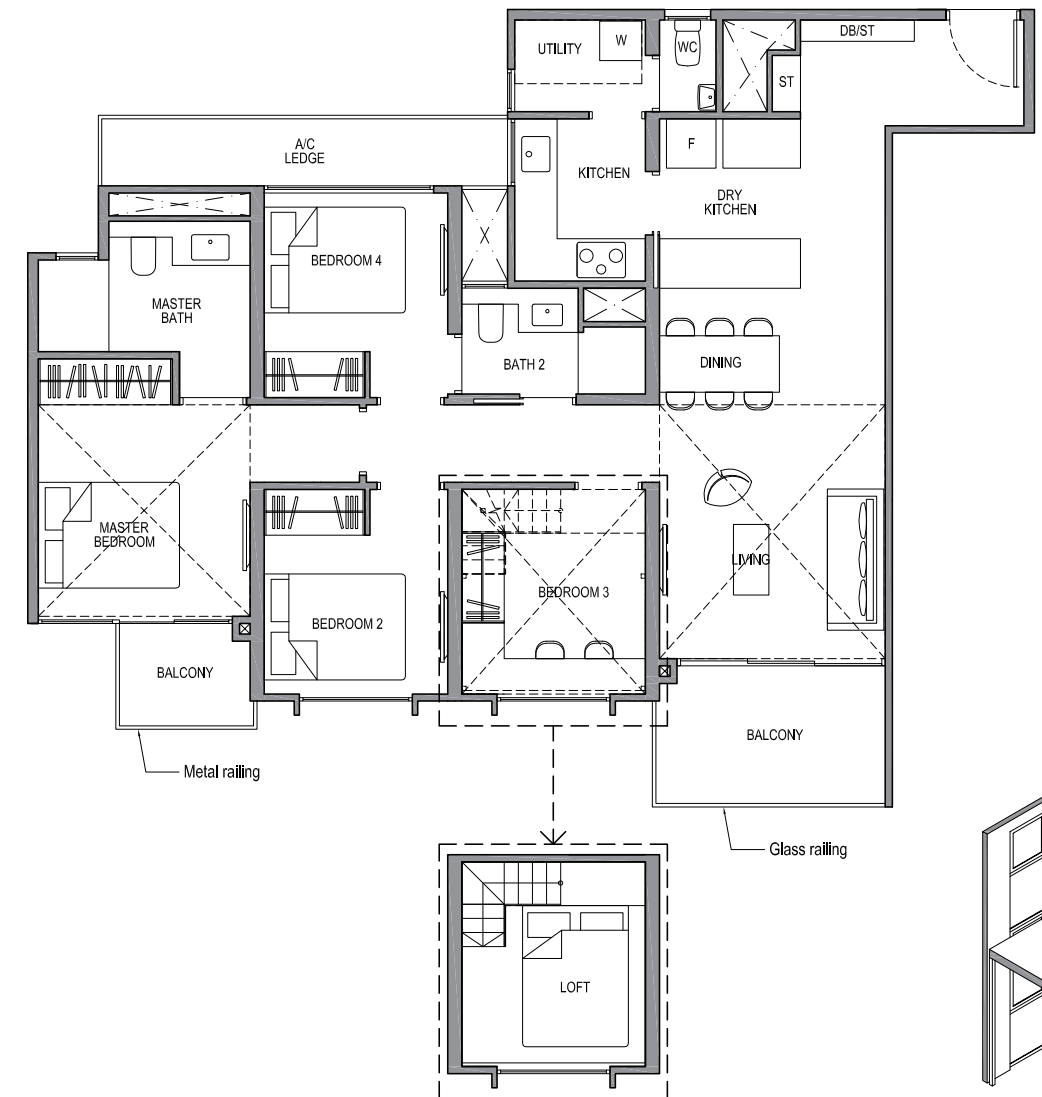 DB/ST
UTILITY
W
WC
ST
A/C
LEDGE
KITCHEN
F
DRY
KITCHEN
BEDROOM 4
MASTER
BATH
BATH 2
DINING
MASTER
BEDROOM
LIVING
BEDROOM 3
BEDROOM 2
BALCONY
BALCONY
Metal railing
Glass railing
LOFT